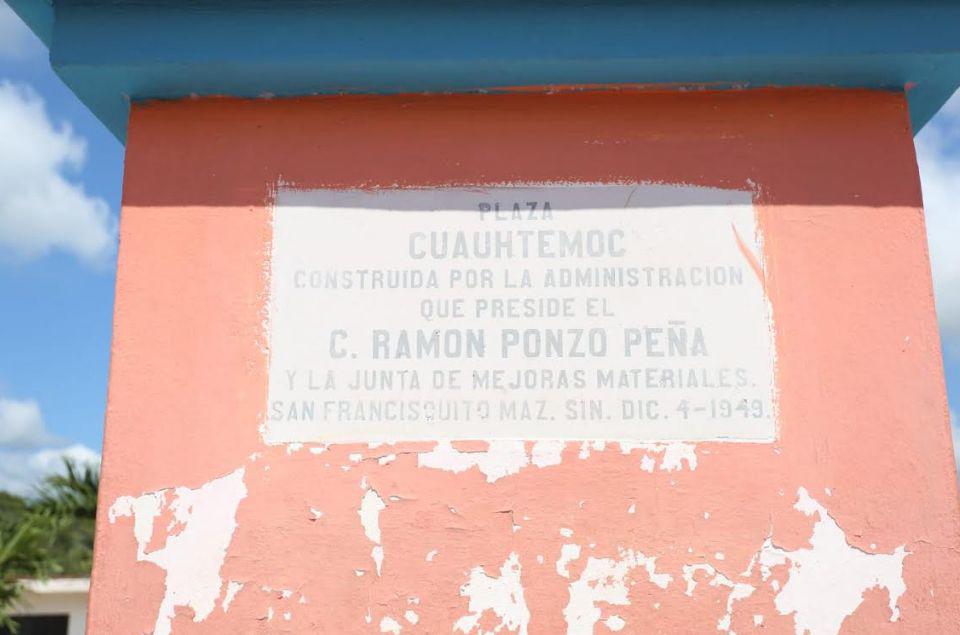 PLAZA
CUAUHTEMOC
CONSTRUIDA POR LA ADMINISTRACION
QUE PRESIDE EL
C. RAMON PONZO PEÑA
Y LA JUNTA DE MEJORAS MATERIALES.
SAN FRANCISQUITO MAZ. SIN. DIC. 4-1949.